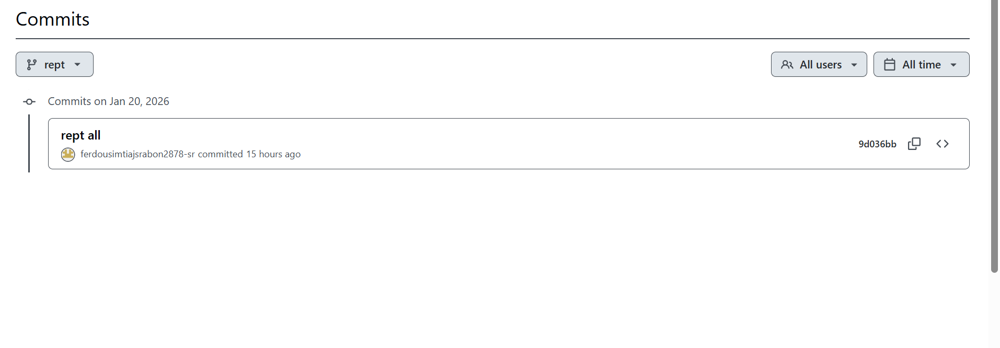 Commits
rept
All users
All time
Commits on Jan 20, 2026
rept all
ferdousimtiajsrabon2878-sr committed 15 hours ago
9d036bb